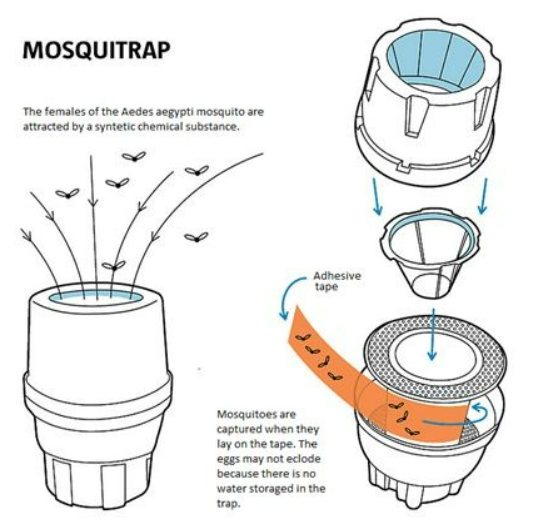 MOSQUITRAP
The females of the Aedes aegypti mosquito are
attracted by a syntetic chemical substance.
Adhesive
tape
Mosquitoes are
captured when they
lay on the tape. The
eggs may not eclode
because there is no
water storaged in the
trap.